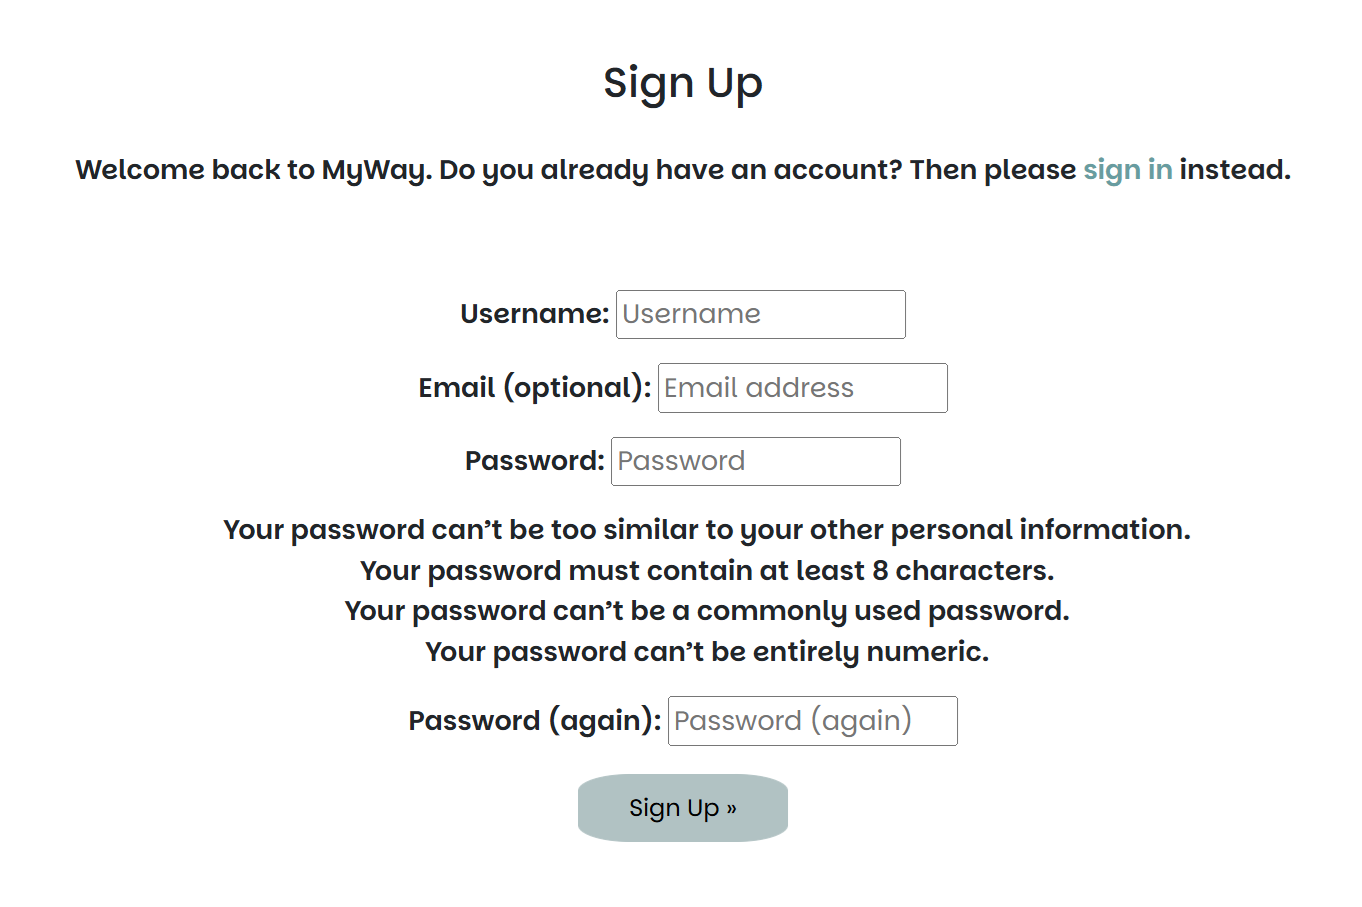 Sign Up
Welcome back to MyWay. Do you already have an account? Then please sign in instead.
Username: Username
Email (optional): Email address
Password: Password
Your password can’t be too similar to your other personal information.
Your password must contain at least 8 characters.
Your password can’t be a commonly used password.
Your password can’t be entirely numeric.
Password (again): Password (again)
Sign Up »